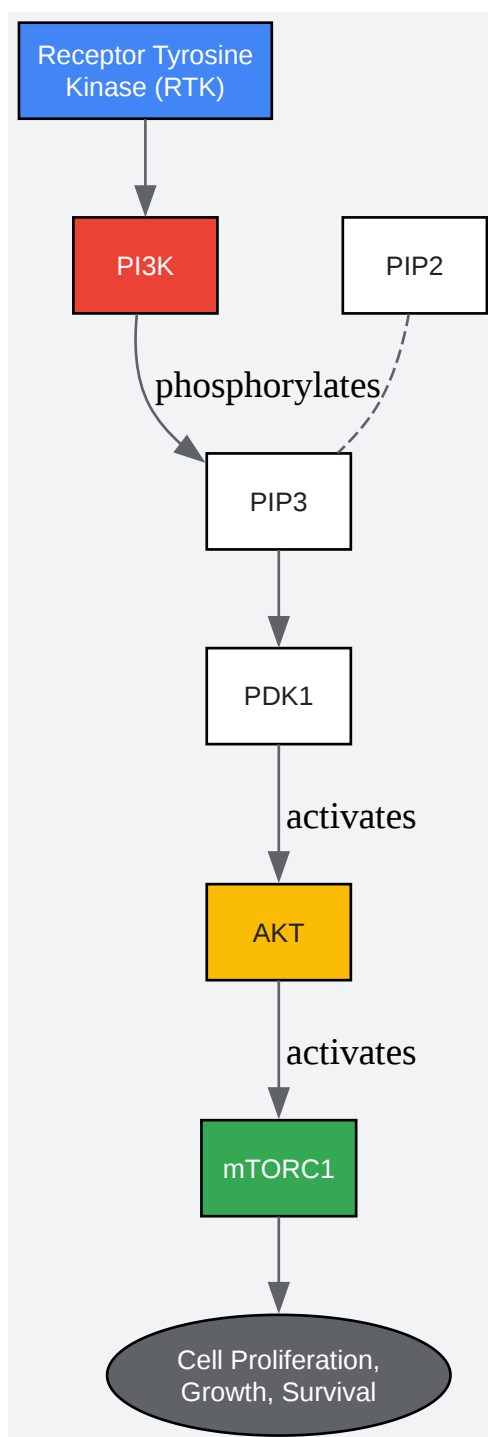 Receptor Tyrosine
Kinase (RTK)
PI3K
PIP2
phosphorylates
PIP3
PDK1
activates
AKT
activates
mTORC1
Cell Proliferation,
Growth, Survival